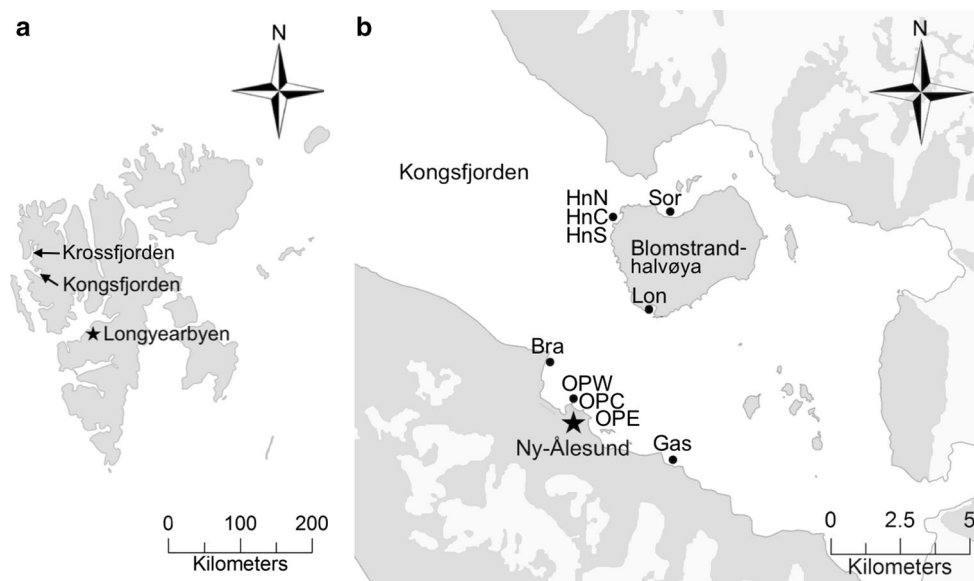 a
N
Krossfjorden
Kongsfjorden
Longyearbyen
0 100 200
Kilometers
b
N
Kongsfjorden
HnN
HnC
HnS
Sor
Blomstrand-
halvøya
Lon
Bra
OPW
OPC
OPE
Ny-Ålesund
Gas
0 2.5 5
Kilometers